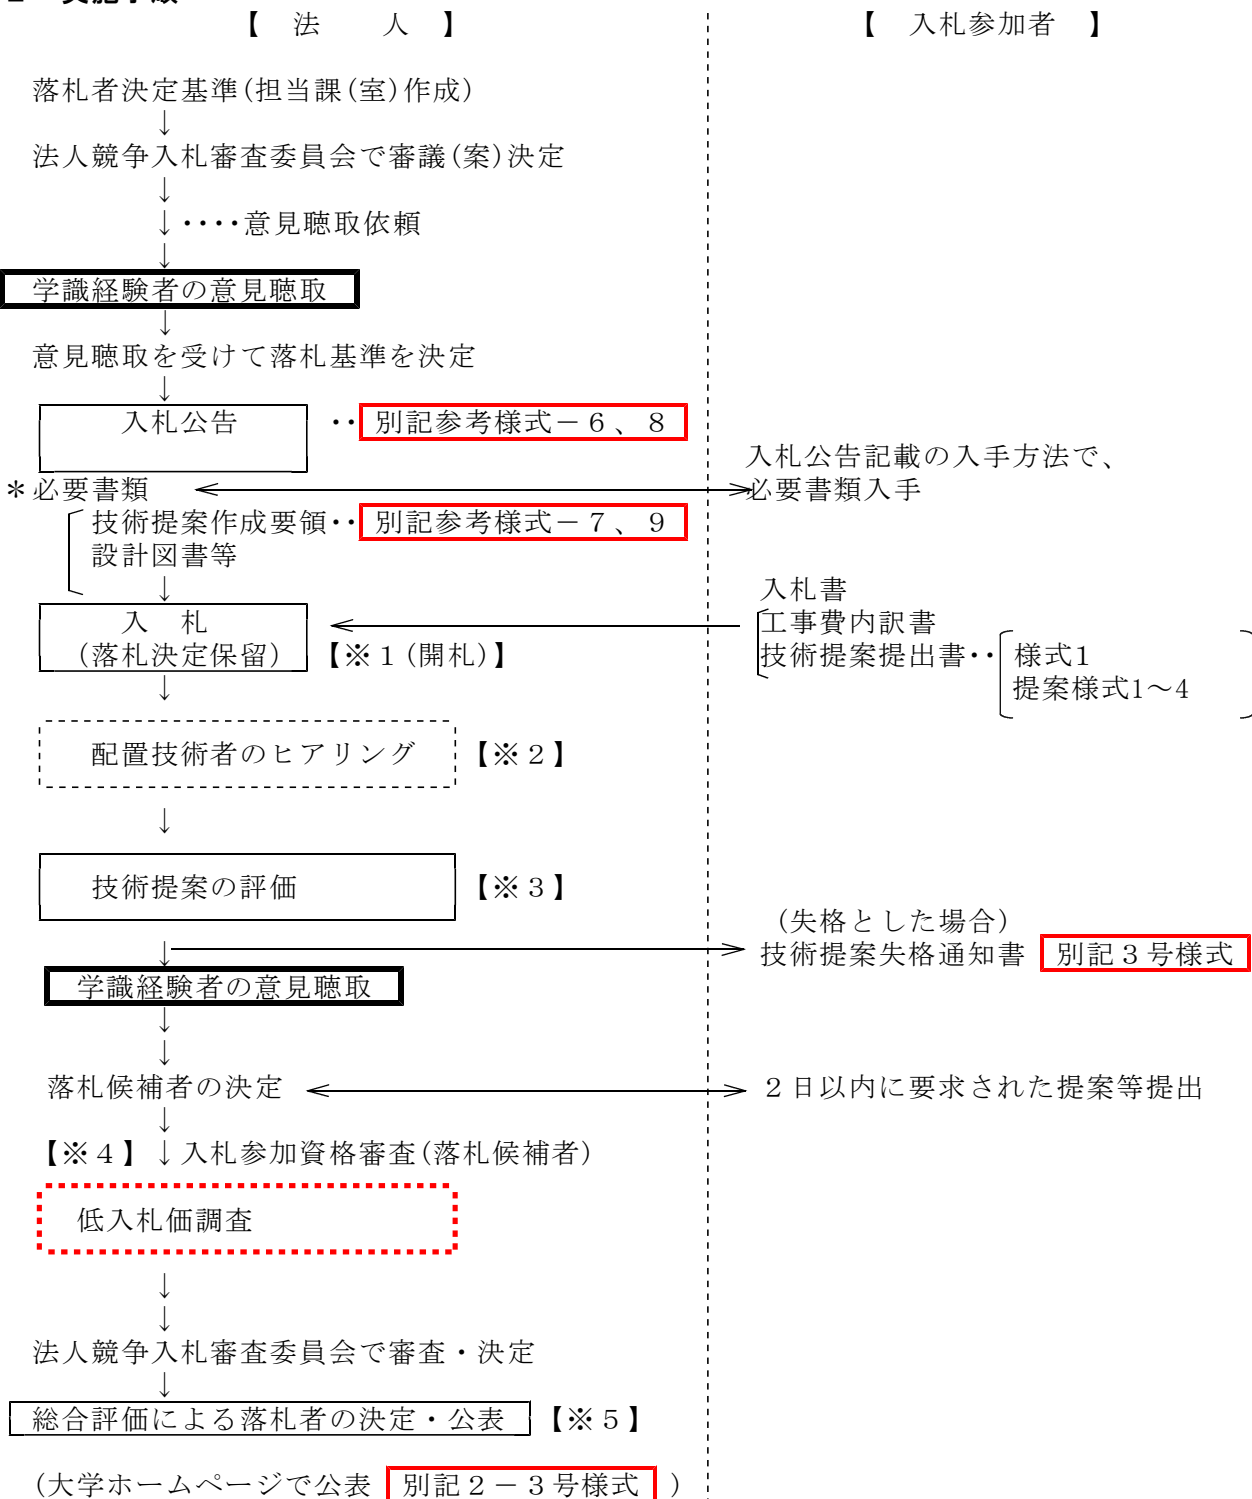 【　法　　人　】
【　入札参加者　】
落札者決定基準(担当課(室)作成)
↓
法人競争入札審査委員会で審議(案)決定
↓
↓････意見聴取依頼
↓
学識経験者の意見聴取
↓
意見聴取を受けて落札基準を決定
↓
入札公告　･･ 別記参考様式－６、８
入札公告記載の入手方法で、
＊必要書類
必要書類入手
技術提案作成要領･･ 別記参考様式－７、９
設計図書等
↓
入札書
入　札
工事費内訳書
(落札決定保留)【※１(開札)】
技術提案提出書･･ 様式1
↓
提案様式1～4
配置技術者のヒアリング　【※２】
↓
技術提案の評価　【※３】
(失格とした場合)
↓
技術提案失格通知書　別記３号様式
学識経験者の意見聴取
↓
↓
落札候補者の決定
２日以内に要求された提案等提出
↓
【※４】↓入札参加資格審査(落札候補者)
低入札価調査
↓
↓
法人競争入札審査委員会で審査・決定
↓
総合評価による落札者の決定・公表　【※５】
(大学ホームページで公表　別記２－３号様式　)